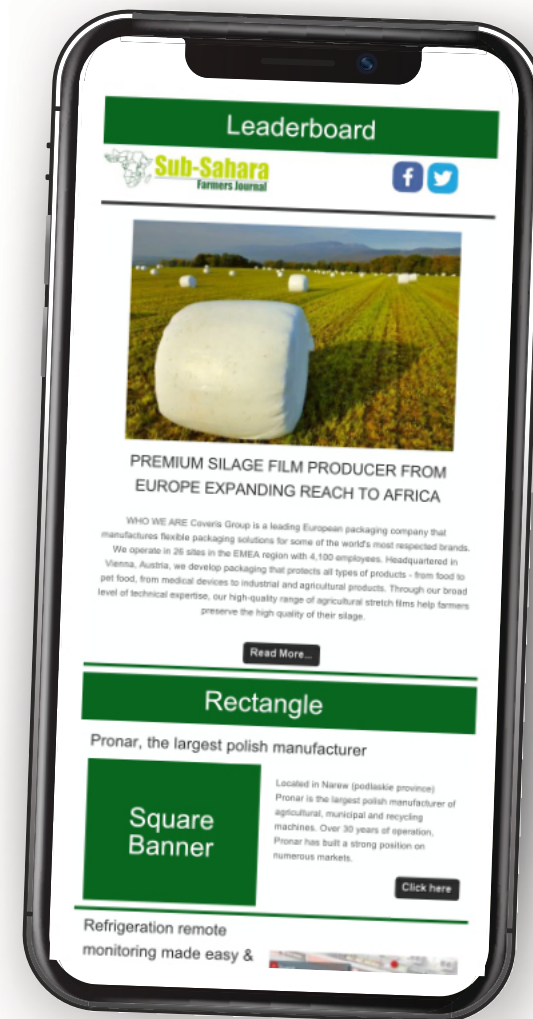 Leaderboard
Sub-Sahara
Farmers Journal
PREMIUM SILAGE FILM PRODUCER FROM
EUROPE EXPANDING REACH TO AFRICA
WHO WE ARE Coveris Group is a leading European packaging company that
manufactures flexible packaging solutions for some of the world's most respected brands.
We operate in 26 sites in the EMEA region with 4,100 employees. Headquartered in
Vienna, Austria, we develop packaging that protects all types of products - from food to
pet food, from medical devices to industrial and agricultural products. Through our broad
level of technical expertise, our high-quality range of agricultural stretch films help farmers
preserve the high quality of their silage.
Read More...
Rectangle
Pronar, the largest polish manufacturer
Square
Banner
Located in Narew (podlaskie province)
Pronar is the largest polish manufacturer of
agricultural, municipal and recycling
machines. Over 30 years of operation,
Pronar has built a strong position on
numerous markets.
Click here
Refrigeration remote
monitoring made easy &